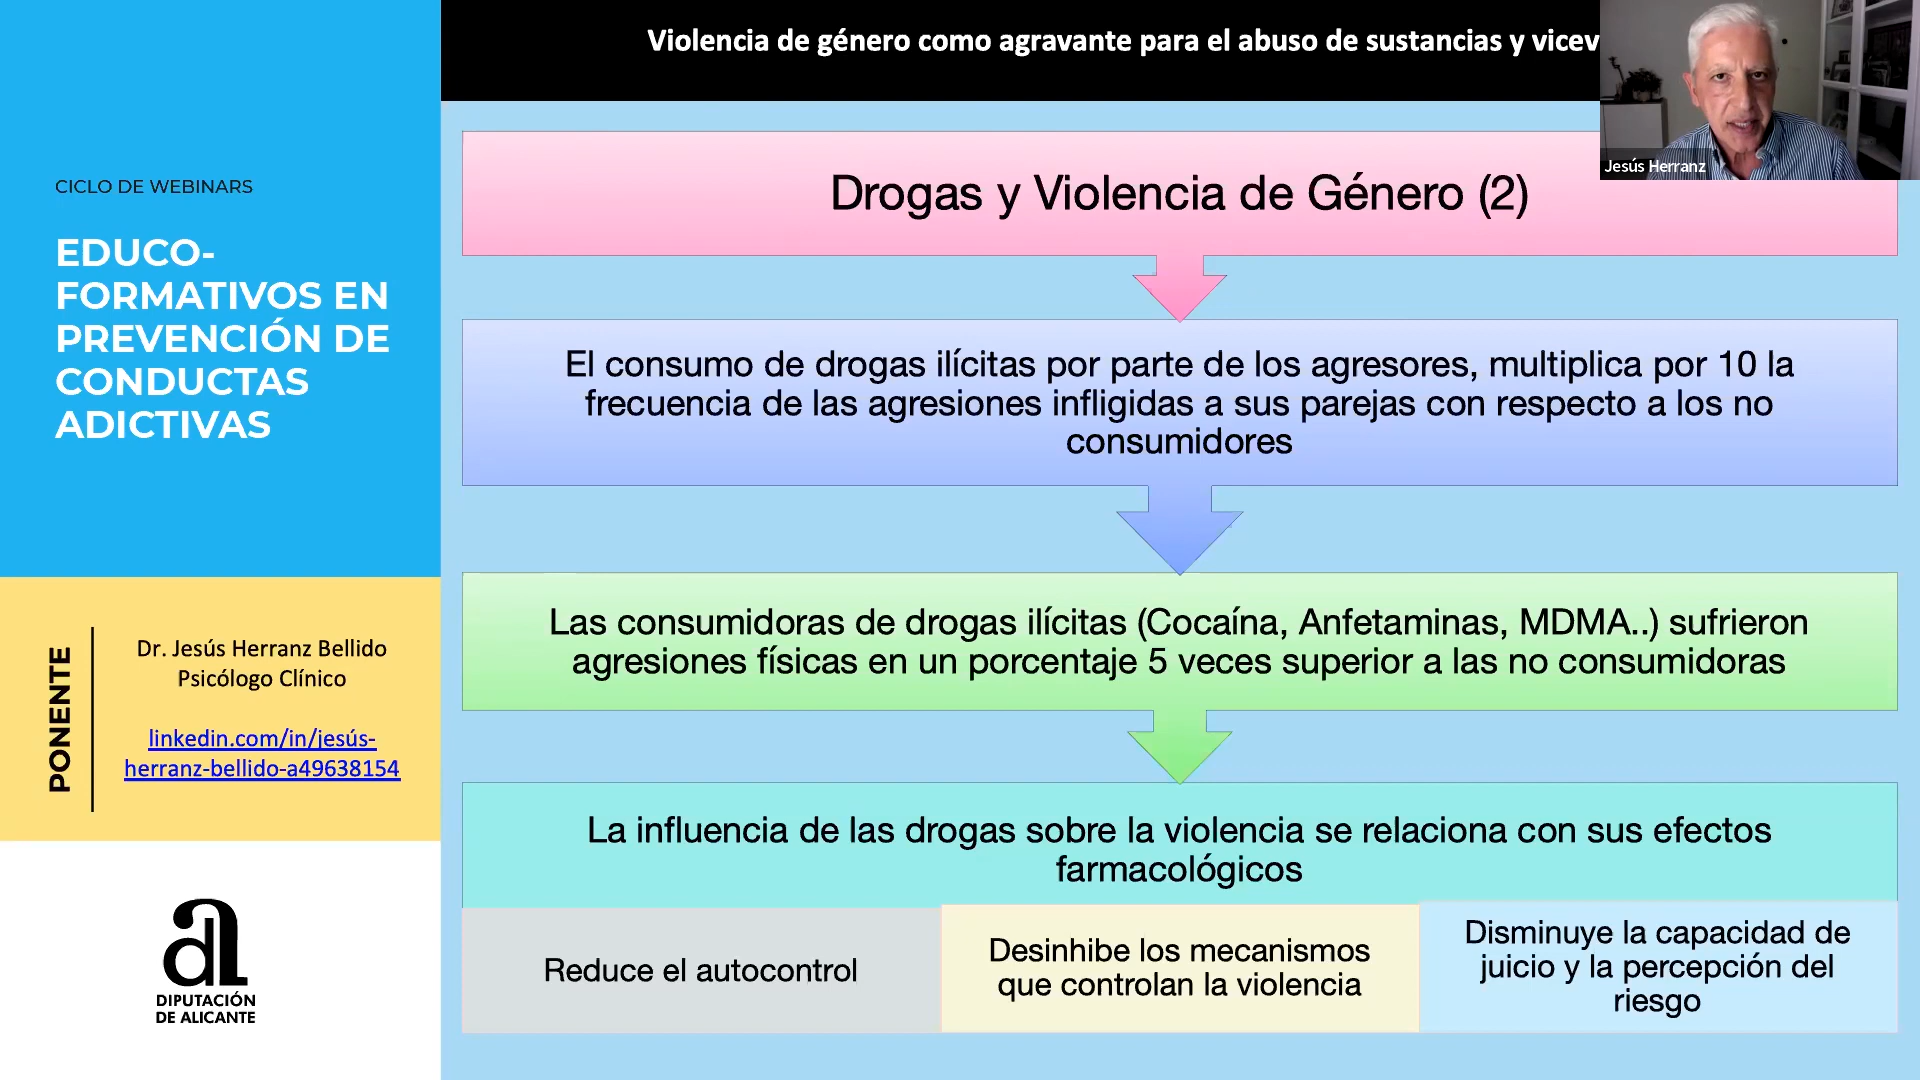 CICLO DE WEBINARS
EDUCO-
FORMATIVOS EN
PREVENCIÓN DE
CONDUCTAS
ADICTIVAS
PONENTE
Dr. Jesús Herranz Bellido
Psicólogo Clínico
linkedin.com/in/jesús-
herranz-bellido-a49638154
DIPUTACIÓN
DE ALICANTE
Violencia de género como agravante para el abuso de sustancias y vicev
Jesús Herranz
Drogas y Violencia de Género (2)
El consumo de drogas ilícitas por parte de los agresores, multiplica por 10 la
frecuencia de las agresiones infligidas a sus parejas con respecto a los no
consumidores
Las consumidoras de drogas ilícitas (Cocaína, Anfetaminas, MDMA..) sufrieron
agresiones físicas en un porcentaje 5 veces superior a las no consumidoras
La influencia de las drogas sobre la violencia se relaciona con sus efectos
farmacológicos
Reduce el autocontrol
Desinhibe los mecanismos
que controlan la violencia
Disminuye la capacidad de
juicio y la percepción del
riesgo